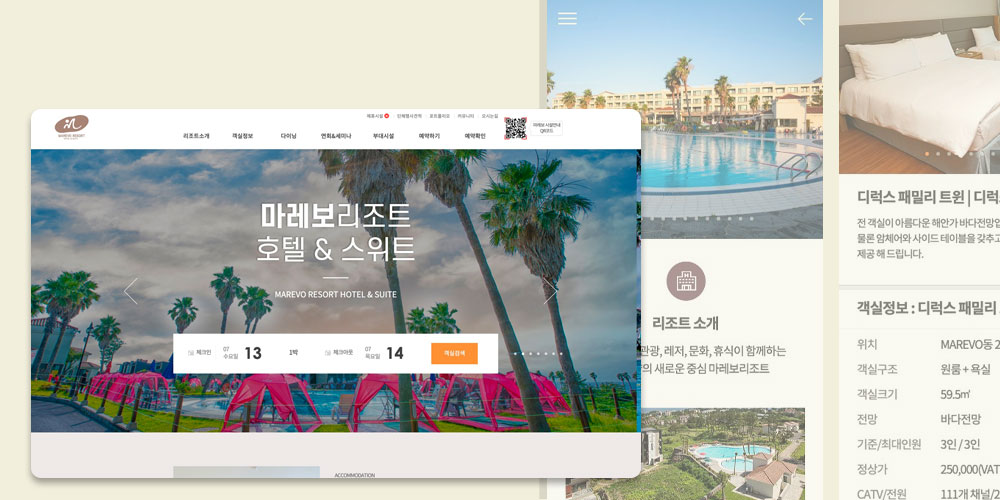 MAREVO RESORT
제휴시설
단체행사견적
포토갤러리
커뮤니티
오시는길
리조트소개
객실정보
다이닝
연회&세미나
부대시설
예약하기
예약확인
마레보 시설안내
QR코드
마레보리조트
호텔 & 스위트
MAREVO RESORT HOTEL & SUITE
체크인
07
수요일
13
1박
체크아웃
07
목요일
14
객실검색
ACCOMMODATION
리조트 소개
관광, 레저, 문화, 휴식이 함께하는
의 새로운 중심 마레보리조트
디럭스 패밀리 트윈 | 디럭
전 객실이 아름다운 해안가 바다전망입
물론 암체어와 사이드 테이블을 갖추고
제공 해 드립니다.
객실정보 : 디럭스 패밀리
위치 MAREVO동 2
객실구조 원룸 + 욕실
객실크기 59.5㎡
전망 바다전망
기준/최대인원 3인 / 3인
정상가 250,000(VAT
CATV/전원 111개 채널/2